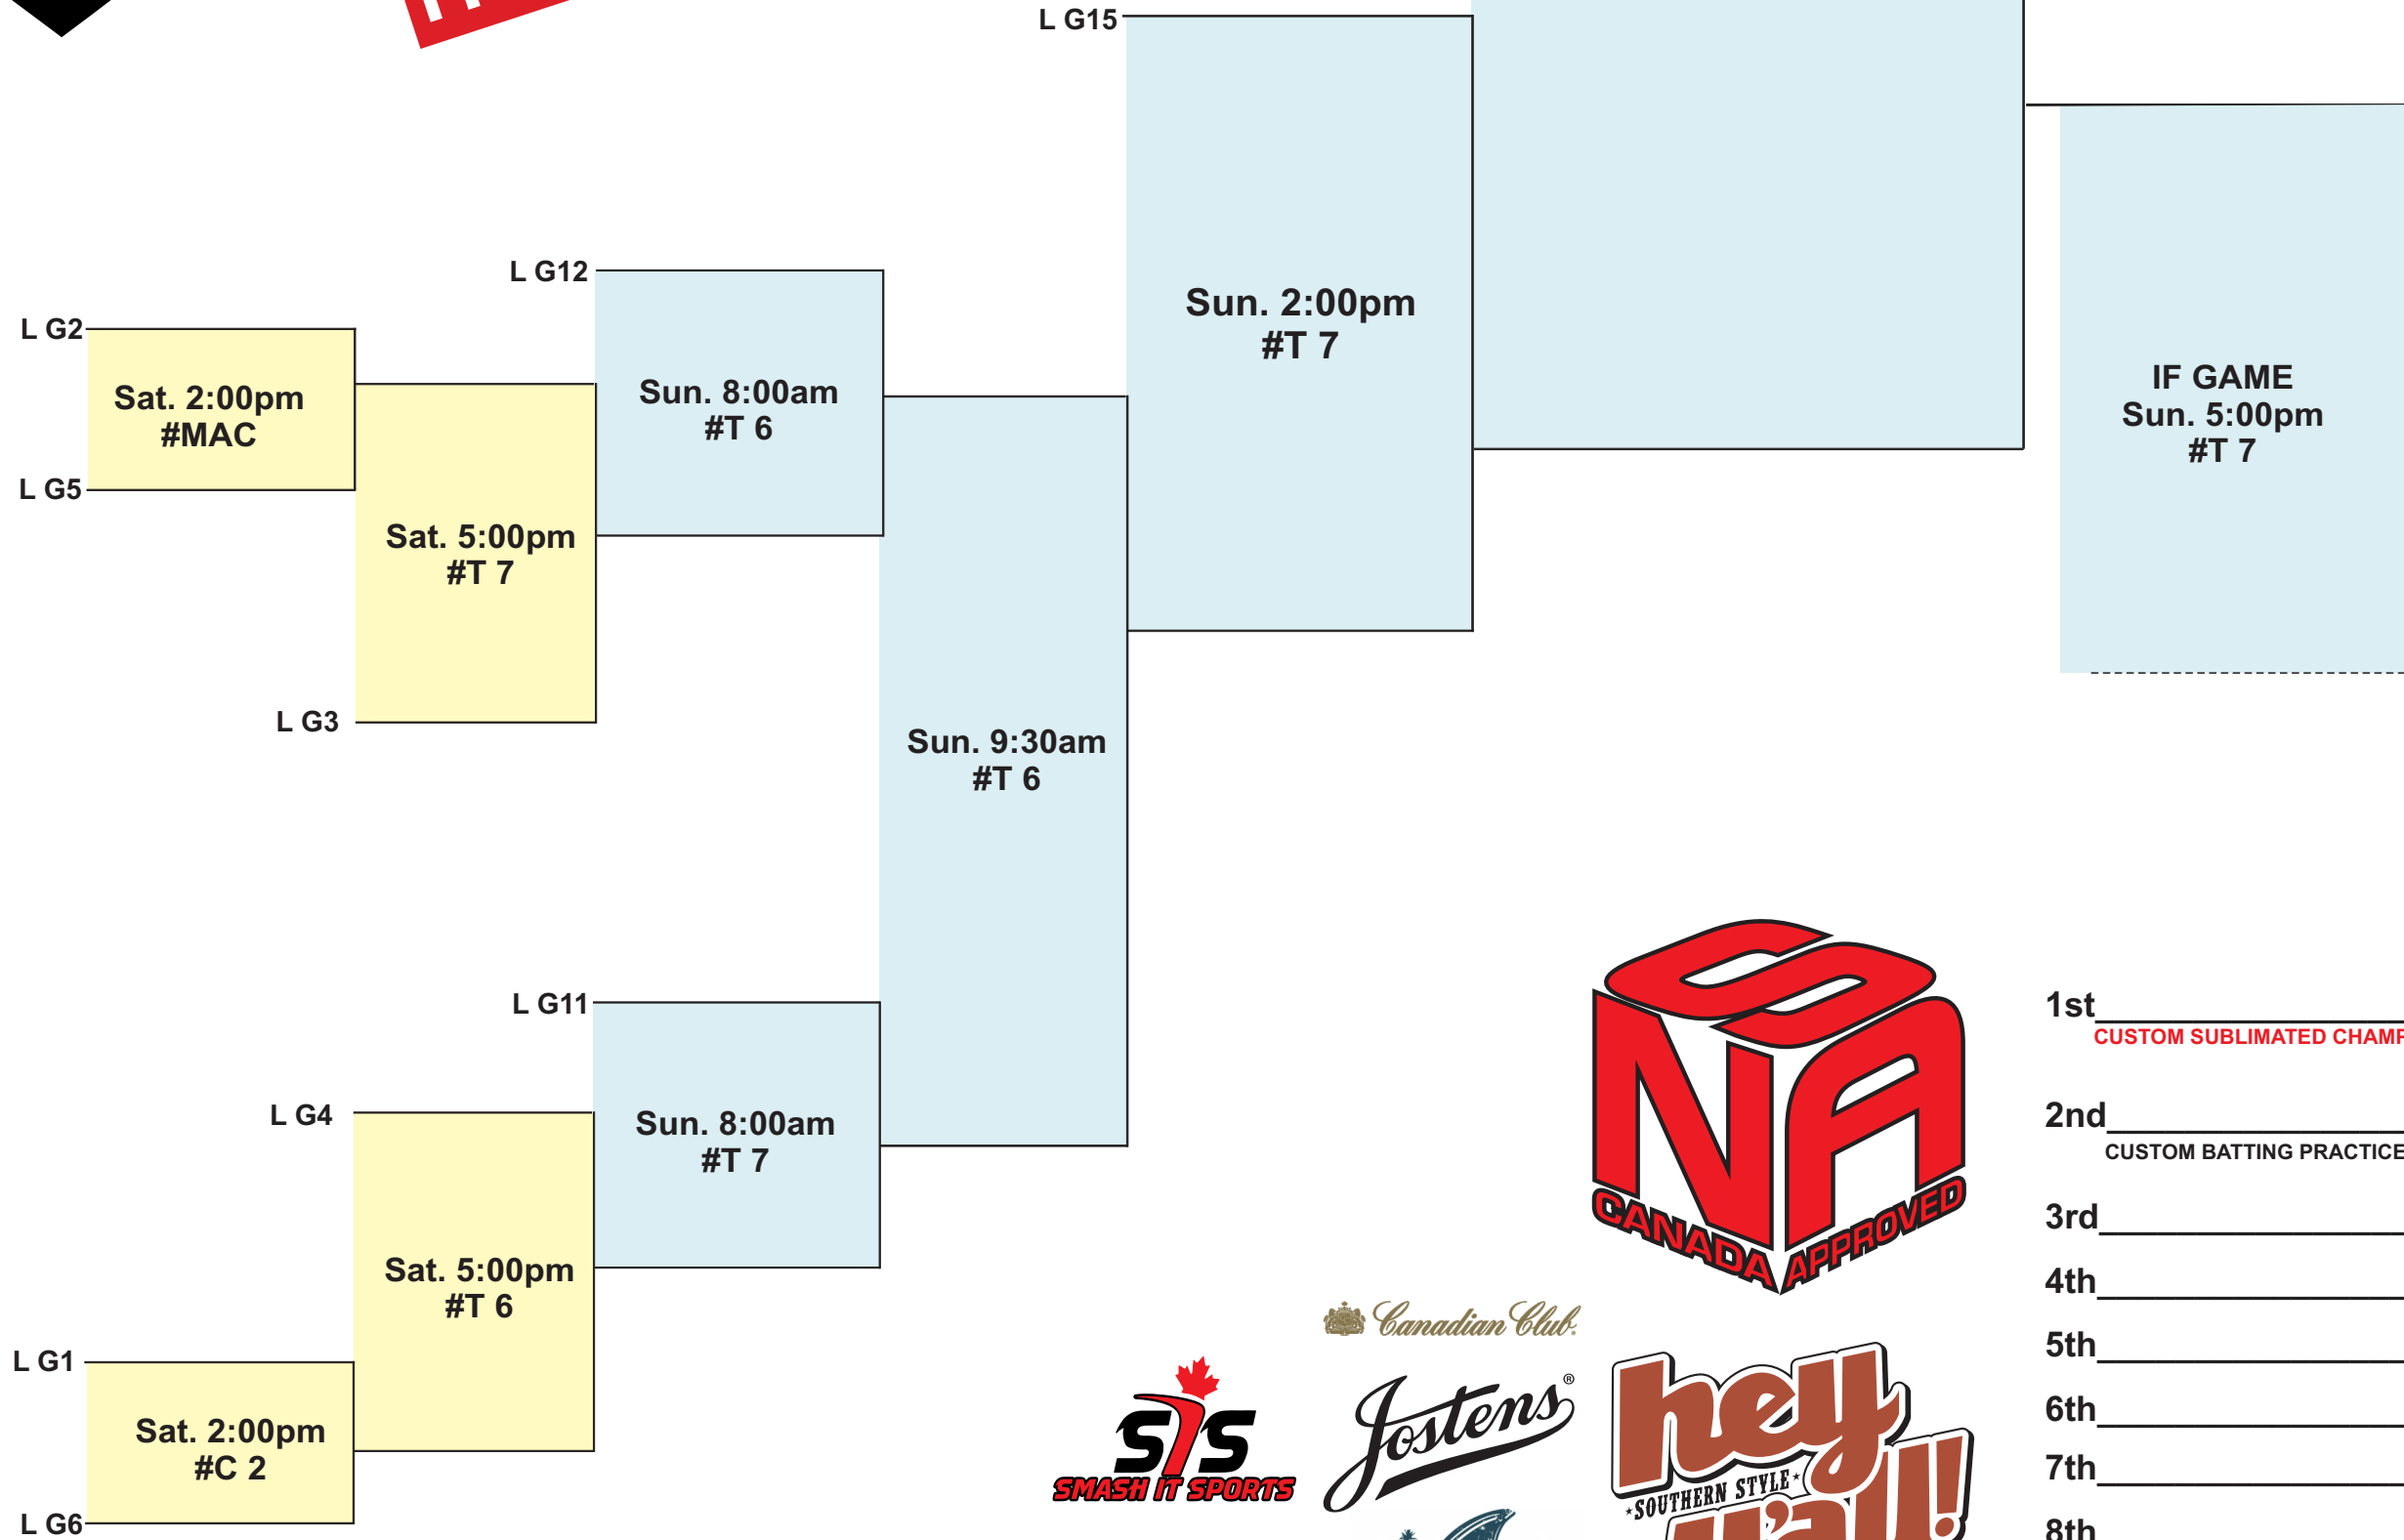 L G15
L G12
L G2
Sat. 2:00pm
#MAC
L G5
Sat. 5:00pm
#T 7
L G3
Sun. 8:00am
#T 6
Sun. 2:00pm
#T 7
IF GAME
Sun. 5:00pm
#T 7
Sun. 9:30am
#T 6
L G11
L G4
Sun. 8:00am
#T 7
Sat. 5:00pm
#T 6
L G1
Sat. 2:00pm
#C 2
L G6
NSA
CANADA APPROVED
Canadian Club
Jostens®
SIS
SMASH IT SPORTS
hey
SOUTHERN STYLE
y'all!
1st
CUSTOM SUBLIMATED CHAMP
2nd
CUSTOM BATTING PRACTICE
3rd
4th
5th
6th
7th
8th